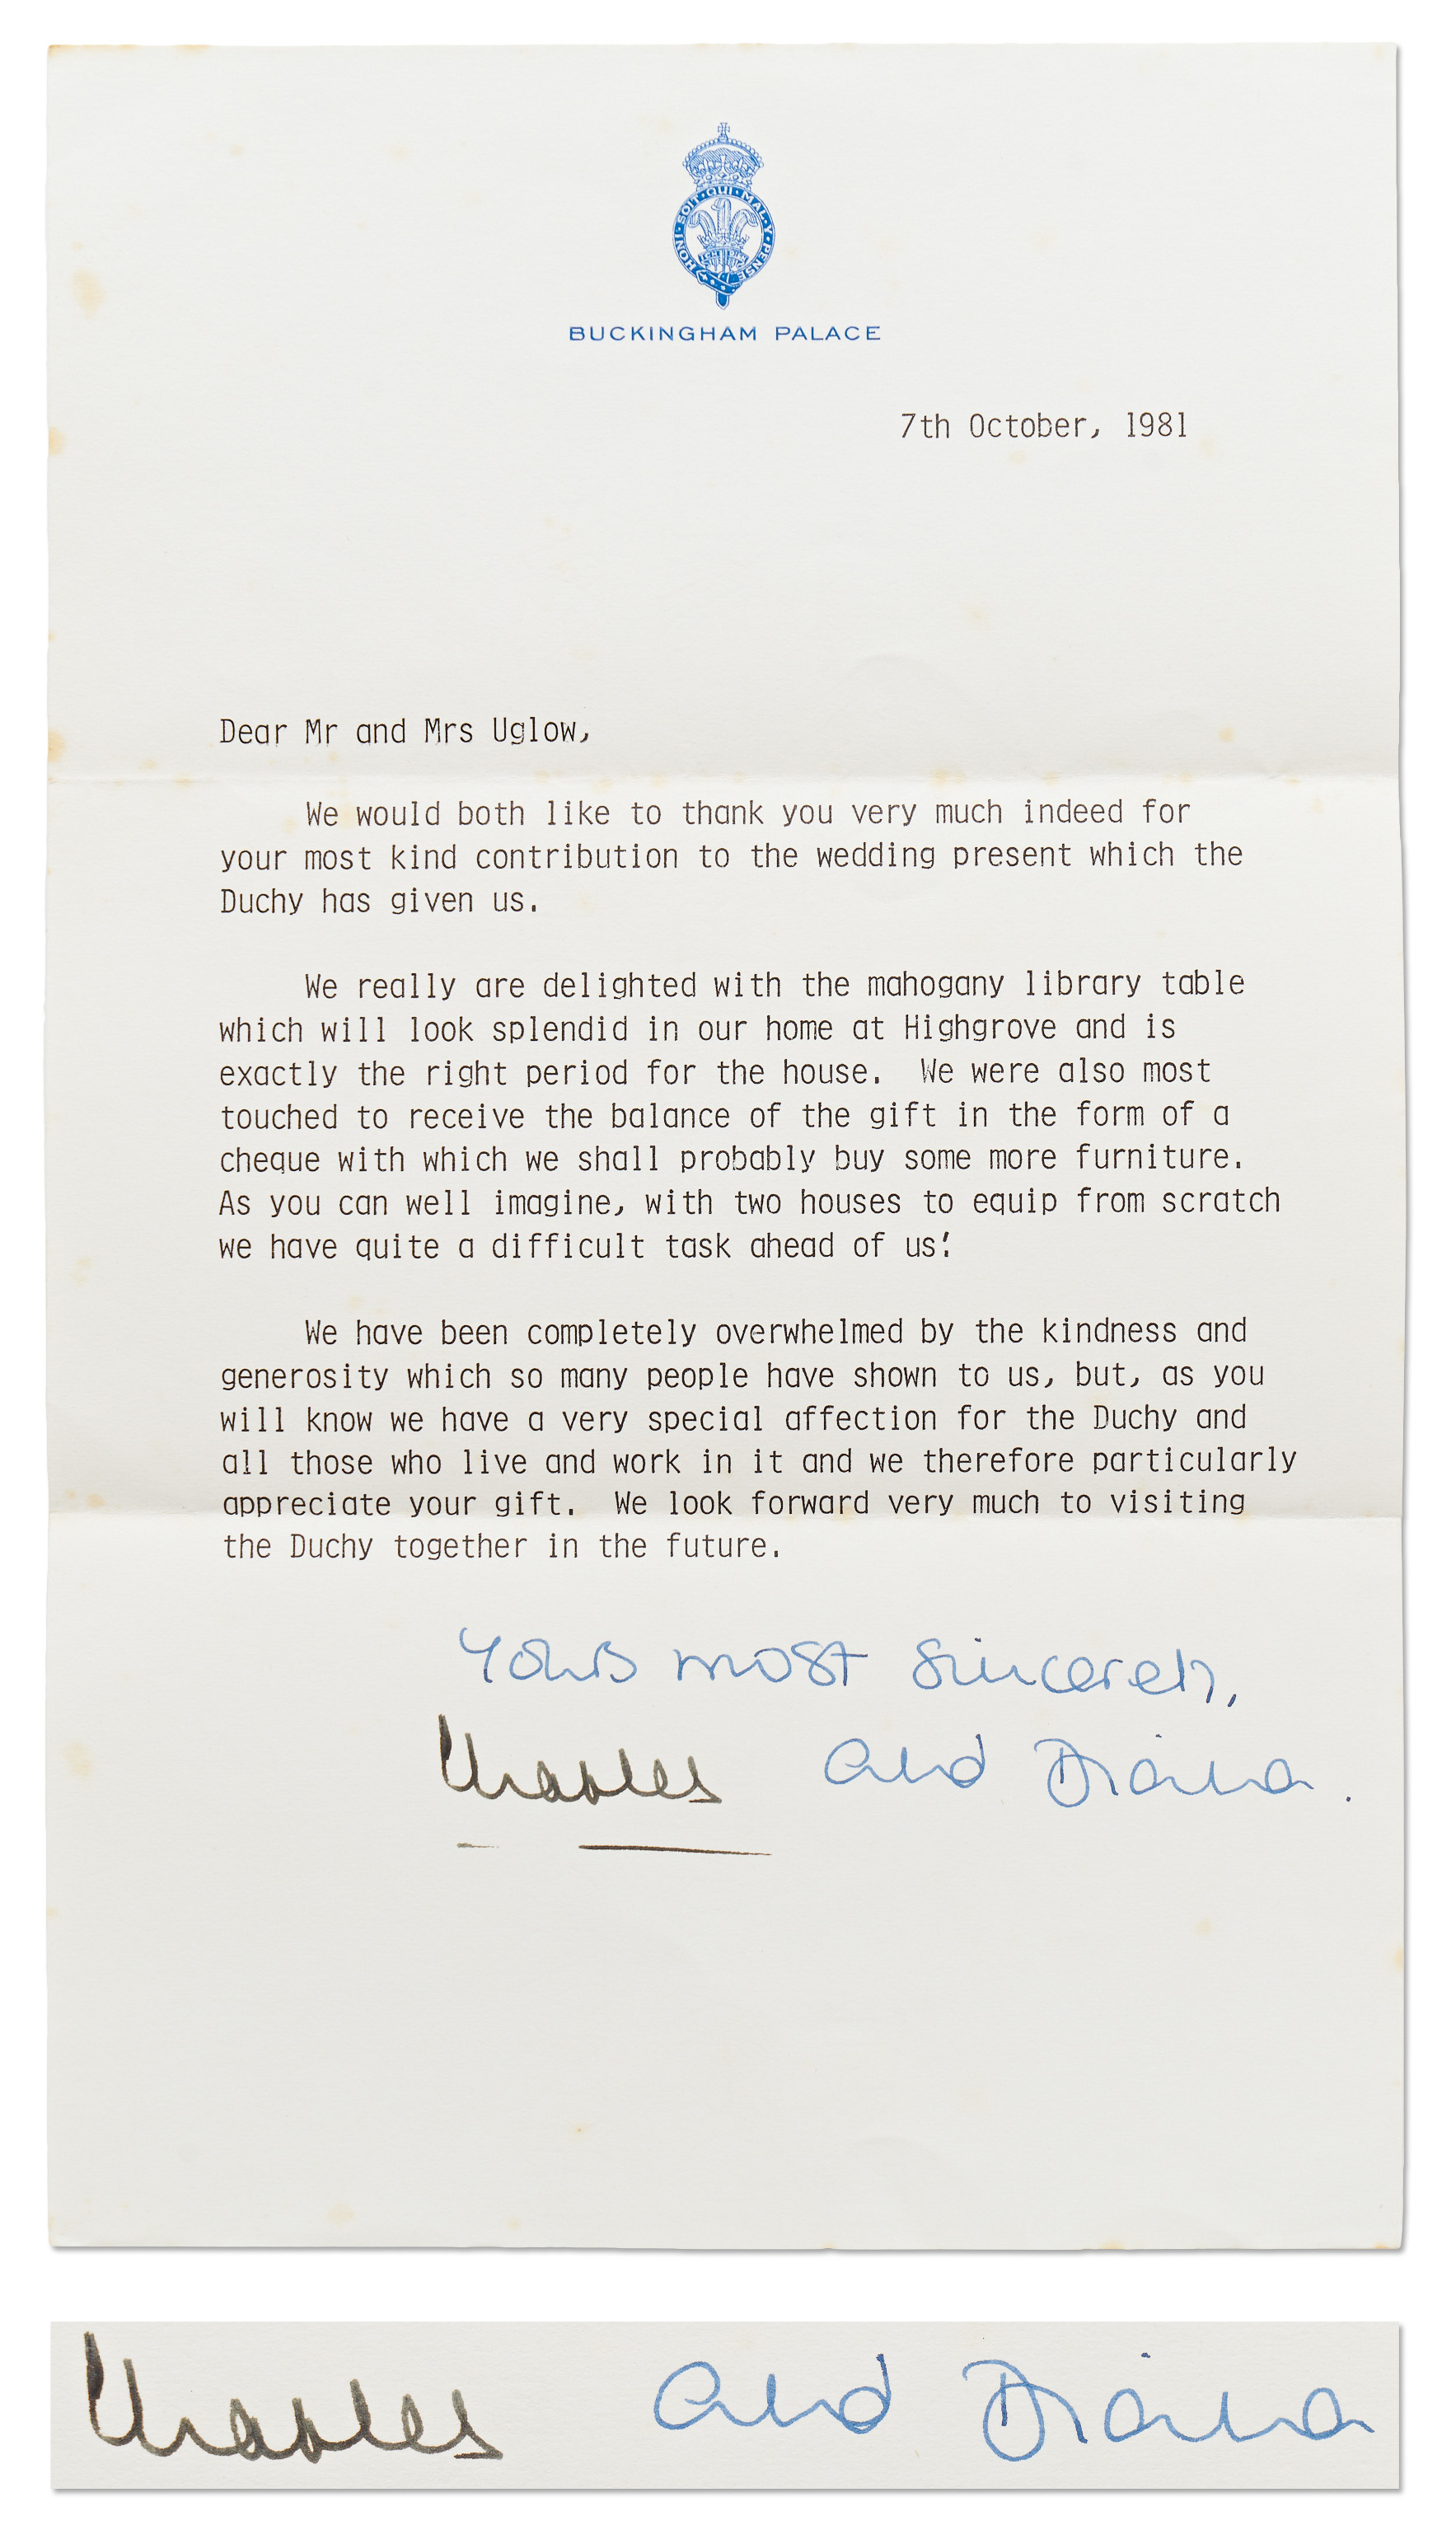 HONI · SOIT · QUI · MAL · Y · PENSE
BUCKINGHAM PALACE
7th October, 1981
Dear Mr and Mrs Uglow,
We would both like to thank you very much indeed for
your most kind contribution to the wedding present which the
Duchy has given us.
We really are delighted with the mahogany library table
which will look splendid in our home at Highgrove and is
exactly the right period for the house. We were also most
touched to receive the balance of the gift in the form of a
cheque with which we shall probably buy some more furniture.
As you can well imagine, with two houses to equip from scratch
we have quite a difficult task ahead of us!
We have been completely overwhelmed by the kindness and
generosity which so many people have shown to us, but, as you
will know we have a very special affection for the Duchy and
all those who live and work in it and we therefore particularly
appreciate your gift. We look forward very much to visiting
the Duchy together in the future.
Yours most sincerely,
Charles and Diana.
Charles and Diana